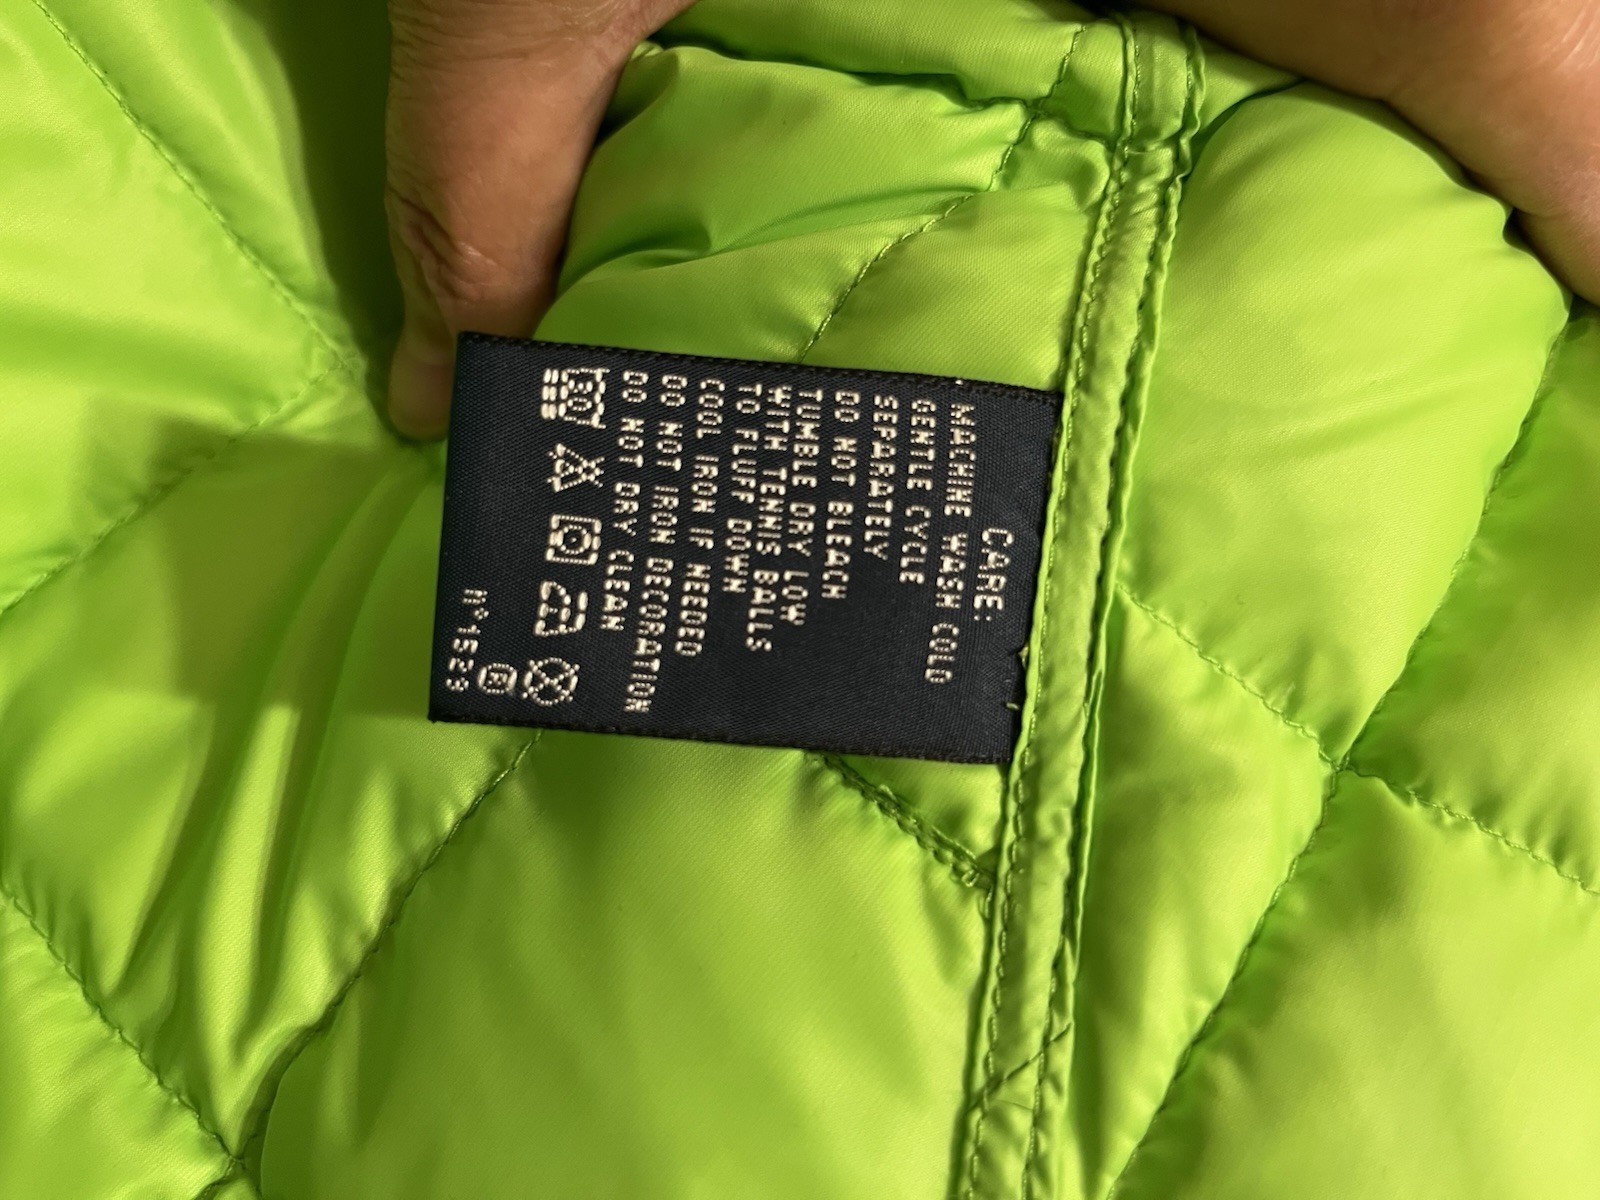 CARE:
MACHINE WASH COLD
GENTLE CYCLE
SEPARATELY
DO NOT BLEACH
TUMBLE DRY LOW
WITH TENNIS BALLS
TO FLUFF DOWN
COOL IRON IF NEEDED
DO NOT IRON DECORATION
DO NOT DRY CLEAN
30
n°1523